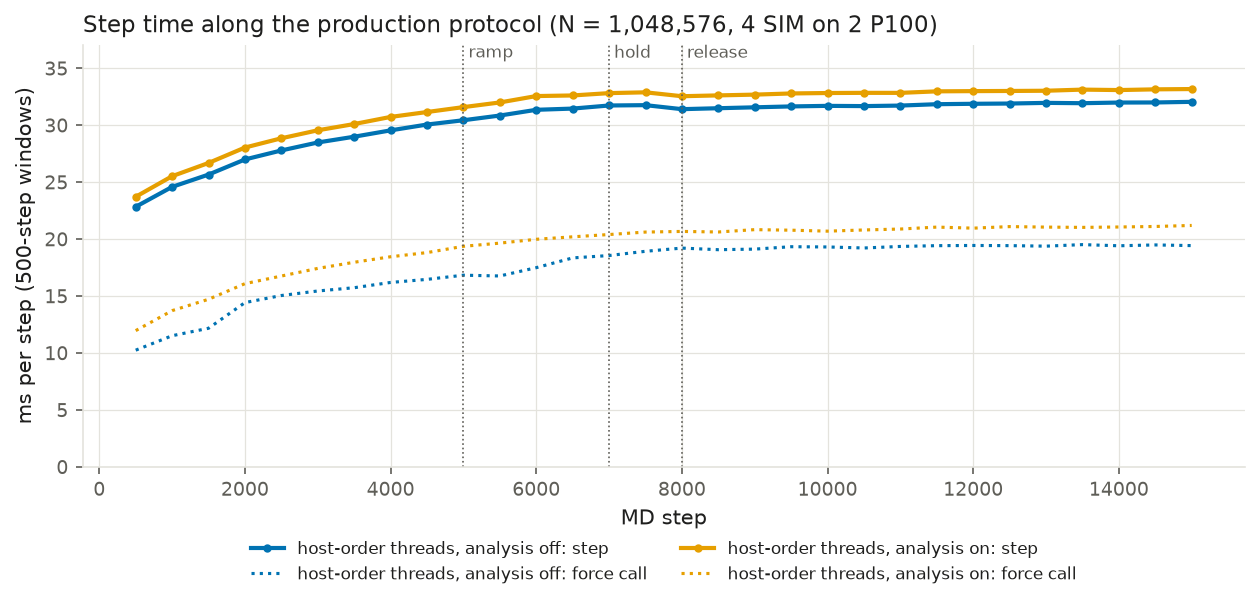 Step time along the production protocol (N = 1,048,576, 4 SIM on 2 P100)
ramp
hold
release
ms per step (500-step windows)
35
30
25
20
15
10
5
0
0
2000
4000
6000
8000
10000
12000
14000
MD step
host-order threads, analysis off: step
host-order threads, analysis on: step
host-order threads, analysis off: force call
host-order threads, analysis on: force call